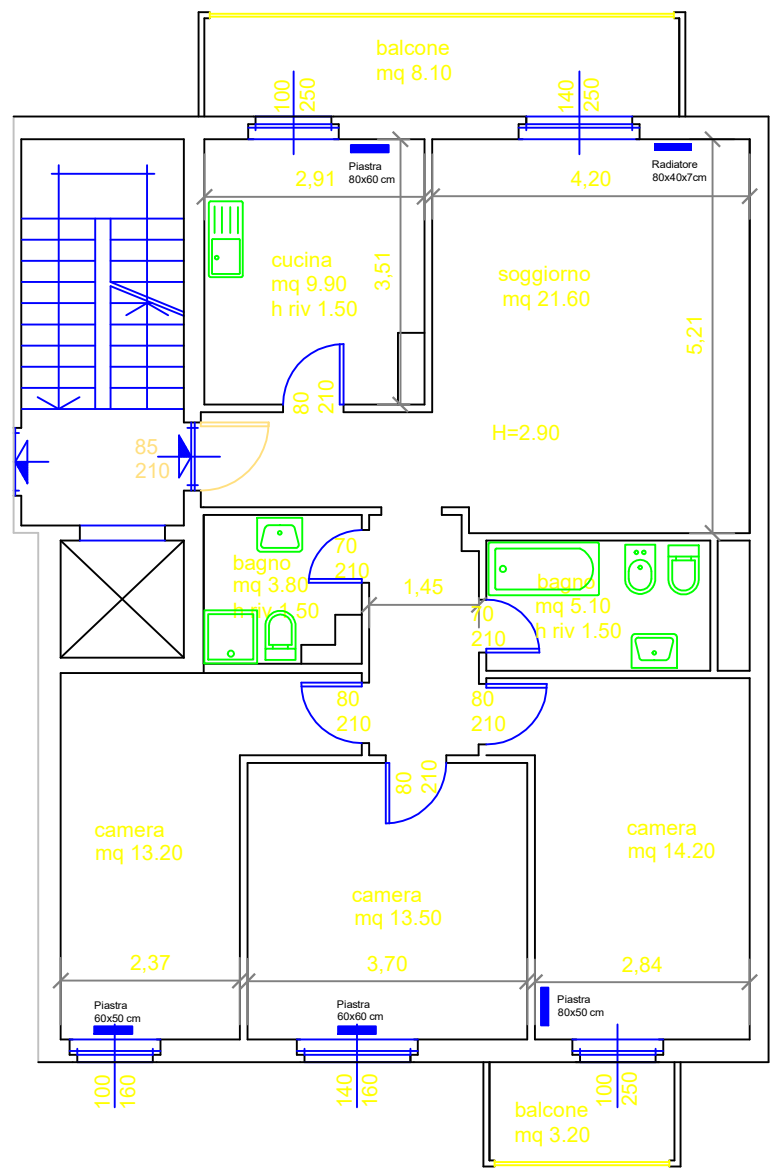 balcone
mq 8.10
100
250
140
250
Piastra
80x60 cm
Radiatore
80x40x7cm
2,91
4,20
cucina
mq 9.90
h riv 1.50
3.51
soggiorno
mq 21.60
5,21
80
210
H=2.90
85
210
bagno
mq 3.80
h riv 1.50
70
210
1,45
bagno
mq 5.10
h riv 1.50
70
210
80
210
80
210
80
210
camera
mq 13.20
camera
mq 13.50
camera
mq 14.20
2,37
3,70
2,84
Piastra
60x50 cm
Piastra
60x60 cm
Piastra
80x50 cm
100
160
140
160
100
250
balcone
mq 3.20